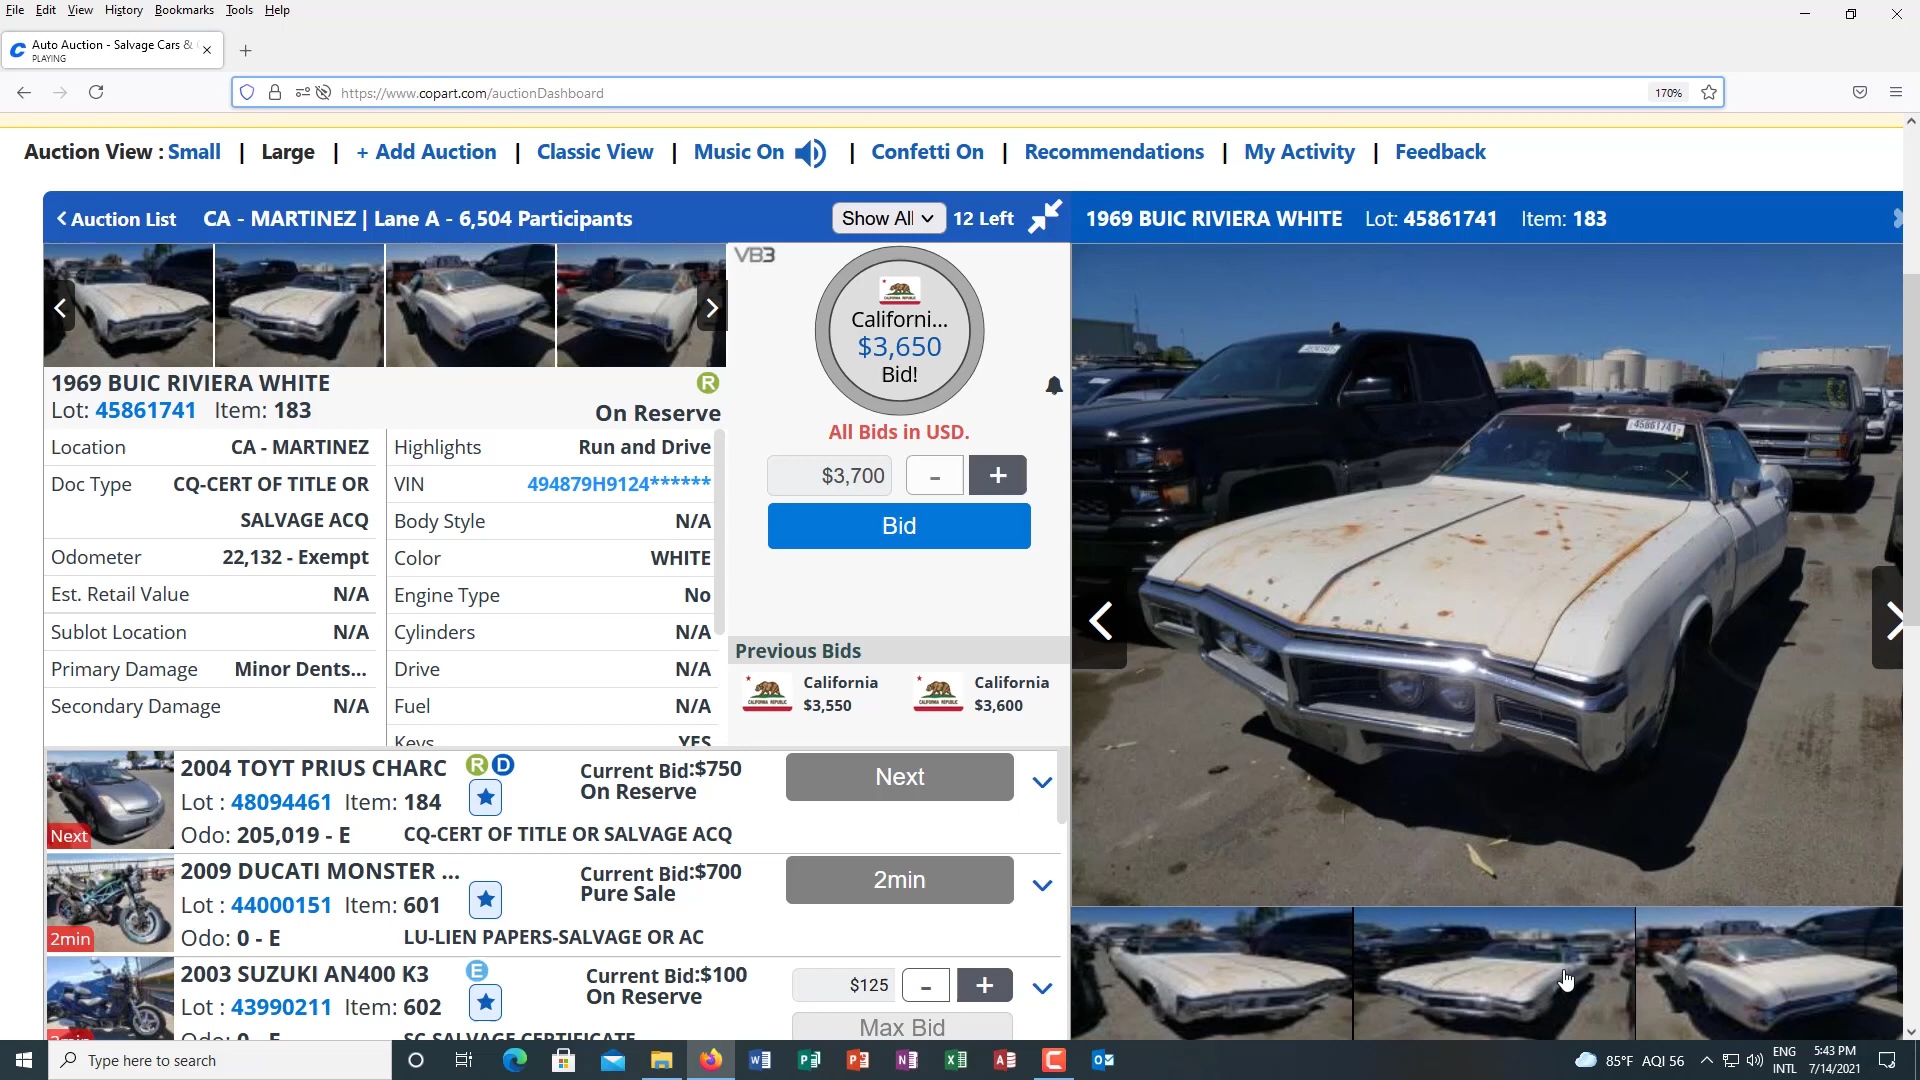 File Edit View History Bookmarks Tools Help
Auto Auction - Salvage Cars &
PLAYING
https://www.copart.com/auctionDashboard
170%
Auction View : Small | Large | + Add Auction | Classic View | Music On | Confetti On | Recommendations | My Activity | Feedback
Auction List CA - MARTINEZ | Lane A - 6,504 Participants Show All 12 Left
1969 BUIC RIVIERA WHITE Lot: 45861741 Item: 183
VB3
1969 BUIC RIVIERA WHITE R
Lot: 45861741 Item: 183 On Reserve
Location CA - MARTINEZ
Doc Type CQ-CERT OF TITLE OR
SALVAGE ACQ
Odometer 22,132 - Exempt
Est. Retail Value N/A
Sublot Location N/A
Primary Damage Minor Dents...
Secondary Damage N/A
Highlights Run and Drive
VIN 494879H9124******
Body Style N/A
Color WHITE
Engine Type No
Cylinders N/A
Drive N/A
Fuel N/A
Keys YES
CALIFORNIA REPUBLIC
Californi...
$3,650
Bid!
All Bids in USD.
$3,700 - +
Bid
Previous Bids
California
$3,550
California
$3,600
45861741
2004 TOYT PRIUS CHARC R D
Lot : 48094461 Item: 184
Odo: 205,019 - E CQ-CERT OF TITLE OR SALVAGE ACQ
Current Bid:$750
On Reserve
Next
Next
2009 DUCATI MONSTER ...
Lot : 44000151 Item: 601
Odo: 0 - E LU-LIEN PAPERS-SALVAGE OR AC
Current Bid:$700
Pure Sale
2min
2min
2003 SUZUKI AN400 K3 E
Lot : 43990211 Item: 602
Odo: 0 - E SC-SALVAGE CERTIFICATE
Current Bid:$100
On Reserve
$125 - +
Max Bid
Type here to search
85°F AQI 56
ENG
INTL
5:43 PM
7/14/2021